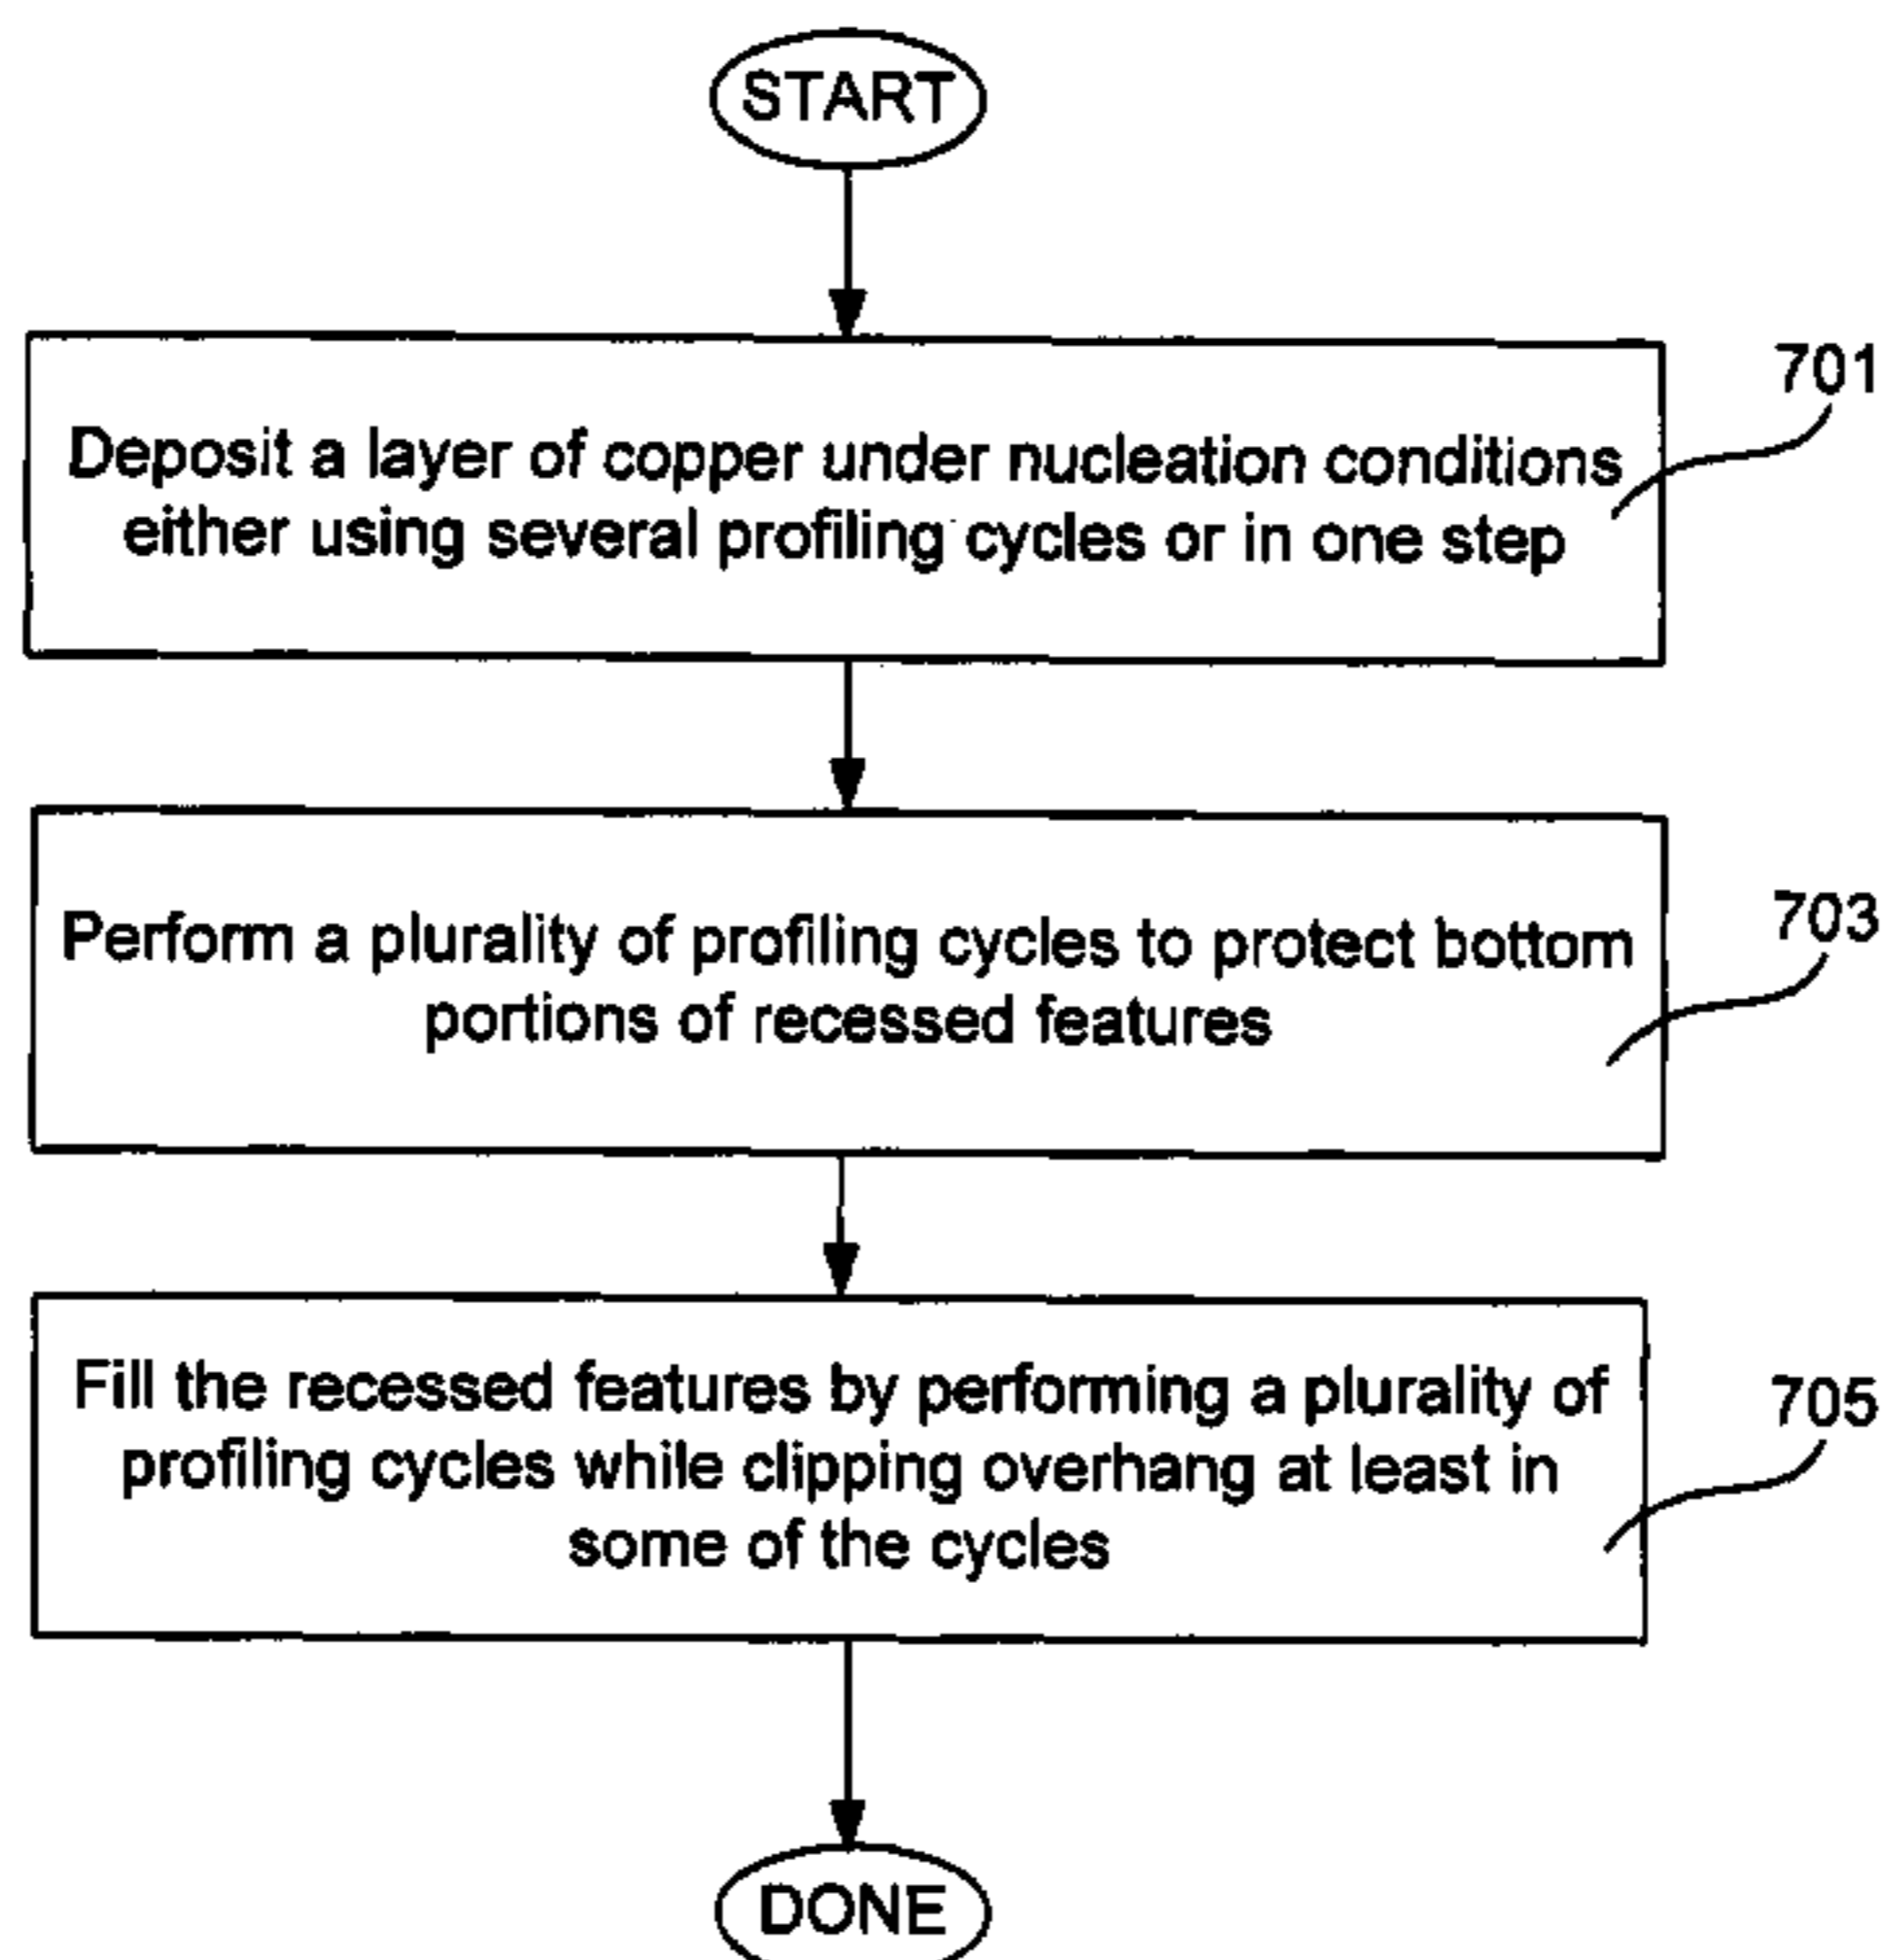 START
701
Deposit a layer of copper under nucleation conditions
either using several profiling cycles or in one step
703
Perform a plurality of profiling cycles to protect bottom
portions of recessed features
705
Fill the recessed features by performing a plurality of
profiling cycles while clipping overhang at least in
some of the cycles
DONE